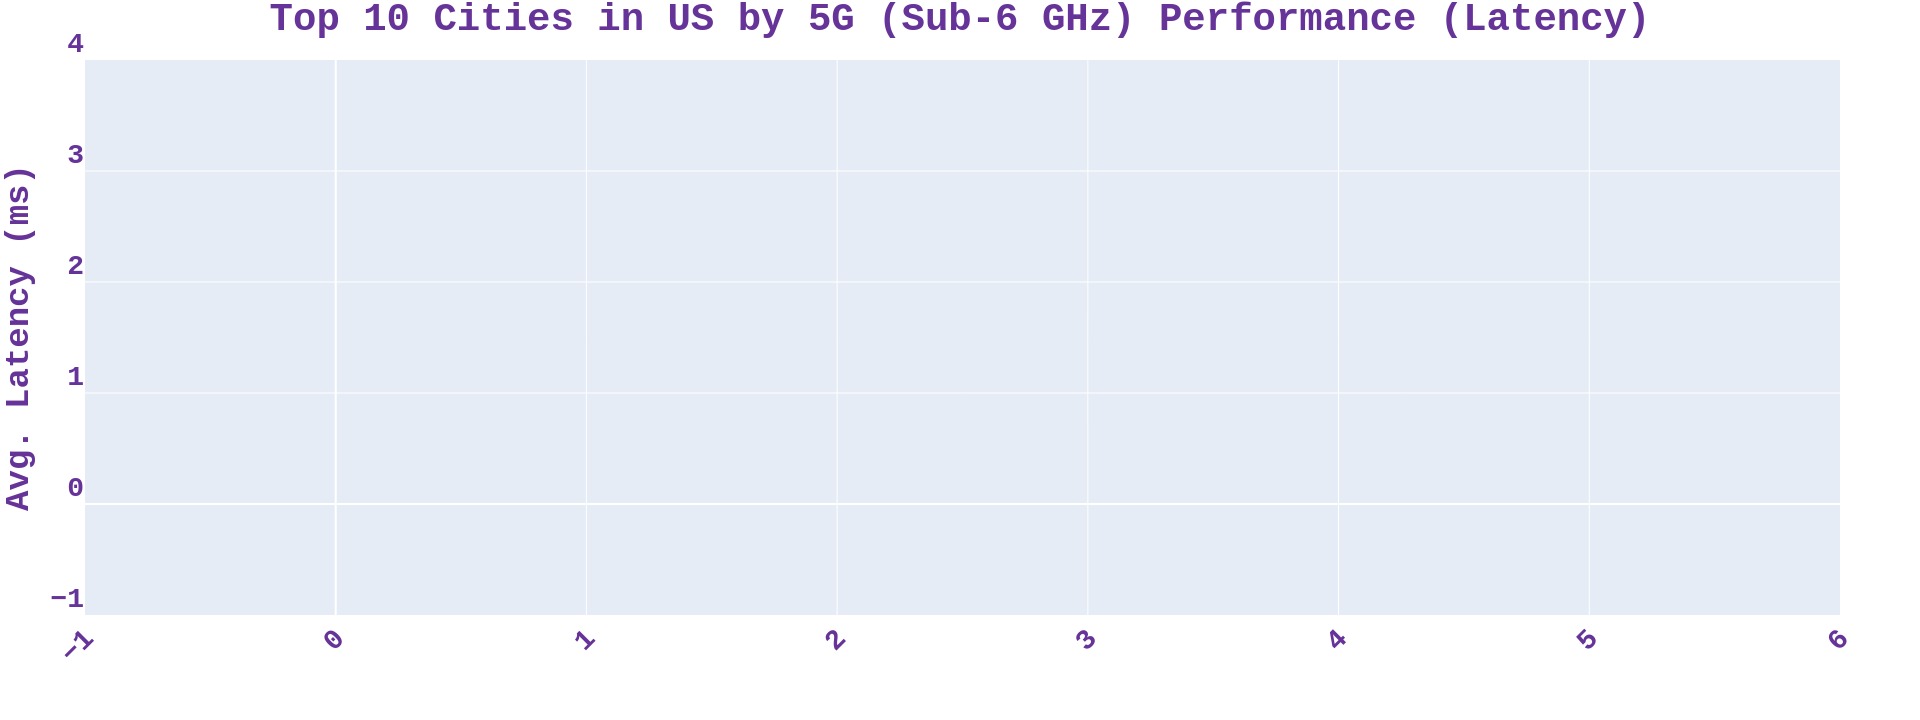 Top 10 Cities in US by 5G (Sub-6 GHz) Performance (Latency)
Avg. Latency (ms)
4
3
2
1
0
−1
−1 0 1 2 3 4 5 6